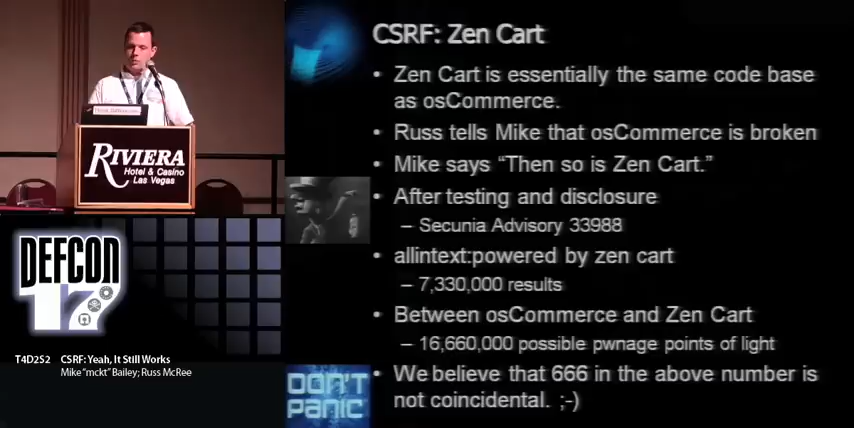 CSRF: Zen Cart
• Zen Cart is essentially the same code base
as osCommerce.
• Russ tells Mike that osCommerce is broken
• Mike says “Then so is Zen Cart.”
• After testing and disclosure
– Secunia Advisory 33988
• allintext:powered by zen cart
– 7,330,000 results
• Between osCommerce and Zen Cart
– 16,660,000 possible pwnage points of light
• We believe that 666 in the above number is
not coincidental. ;-)
RIVIERA
Hotel & Casino
Las Vegas
DEFCON
17
T4D2S2 CSRF: Yeah, It Still Works
Mike “mckt” Bailey; Russ McRee
DON'T
PANIC